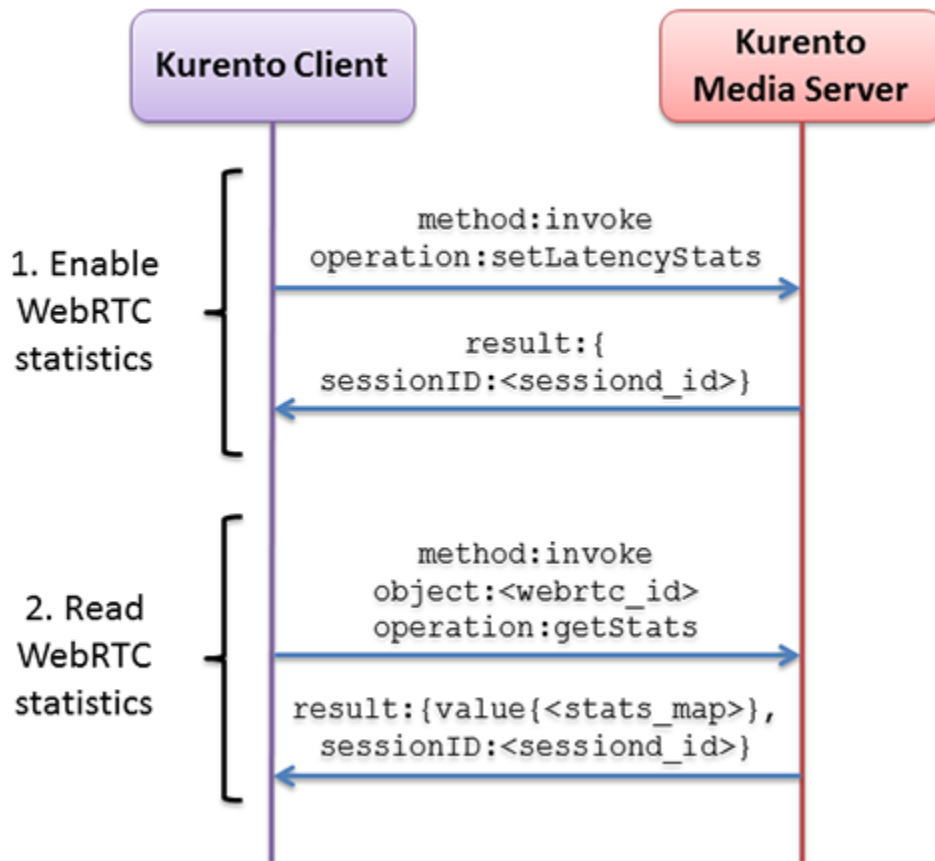 Kurento Client
Kurento
Media Server
1. Enable
WebRTC
statistics
method:invoke
operation:setLatencyStats
result:{
sessionID:<sessiond_id>}
2. Read
WebRTC
statistics
method:invoke
object:<webrtc_id>
operation:getStats
result:{value{<stats_map>},
sessionID:<sessiond_id>}